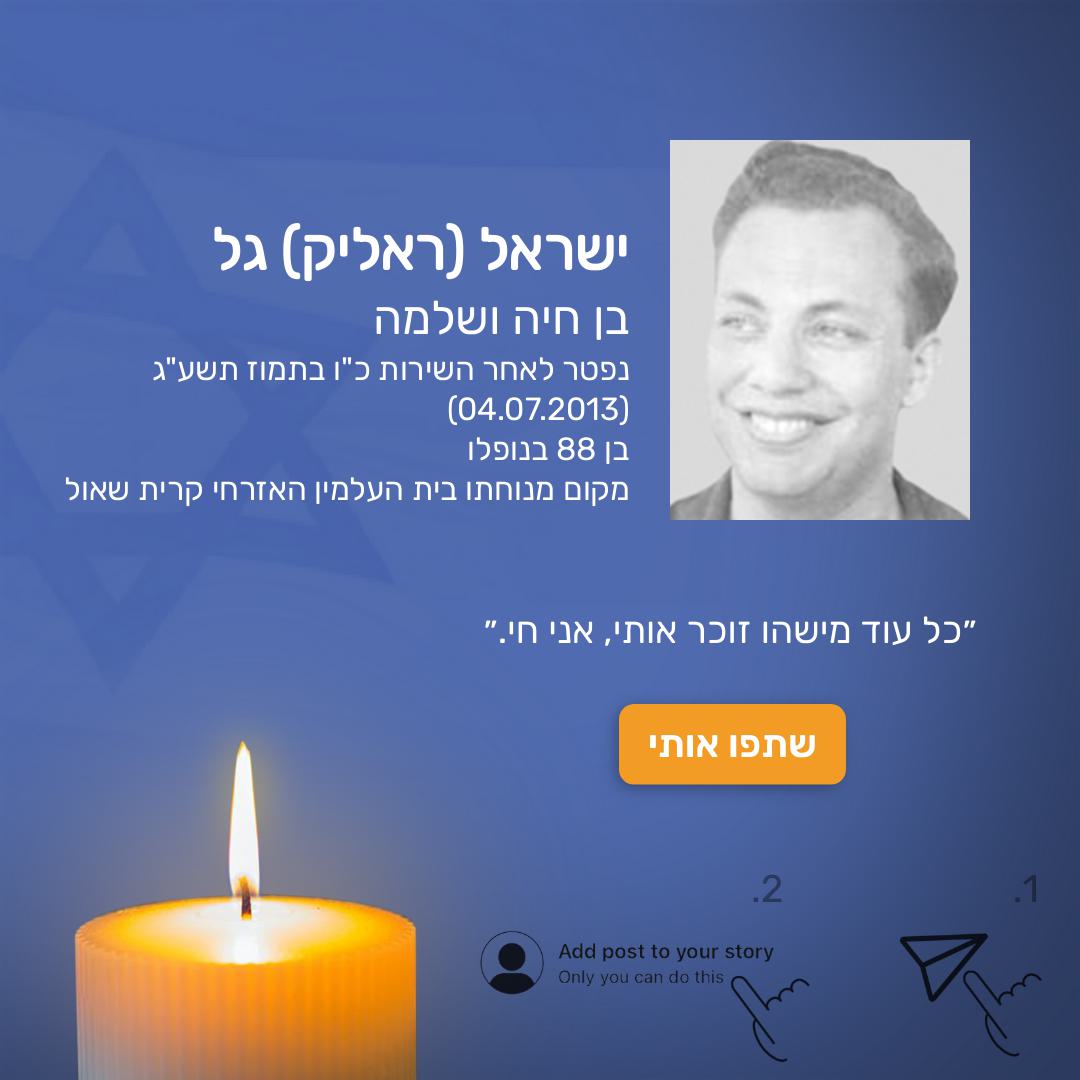 ישראל (ראליק) גל
בן חיה ושלמה
נפטר לאחר השירות כ"ו בתמוז תשע"ג
(04.07.2013)
בן 88 בנופלו
מקום מנוחתו בית העלמין האזרחי קרית שאול
״כל עוד מישהו זוכר אותי, אני חי.״
שתפו אותי
.1
.2
Add post to your story
Only you can do this